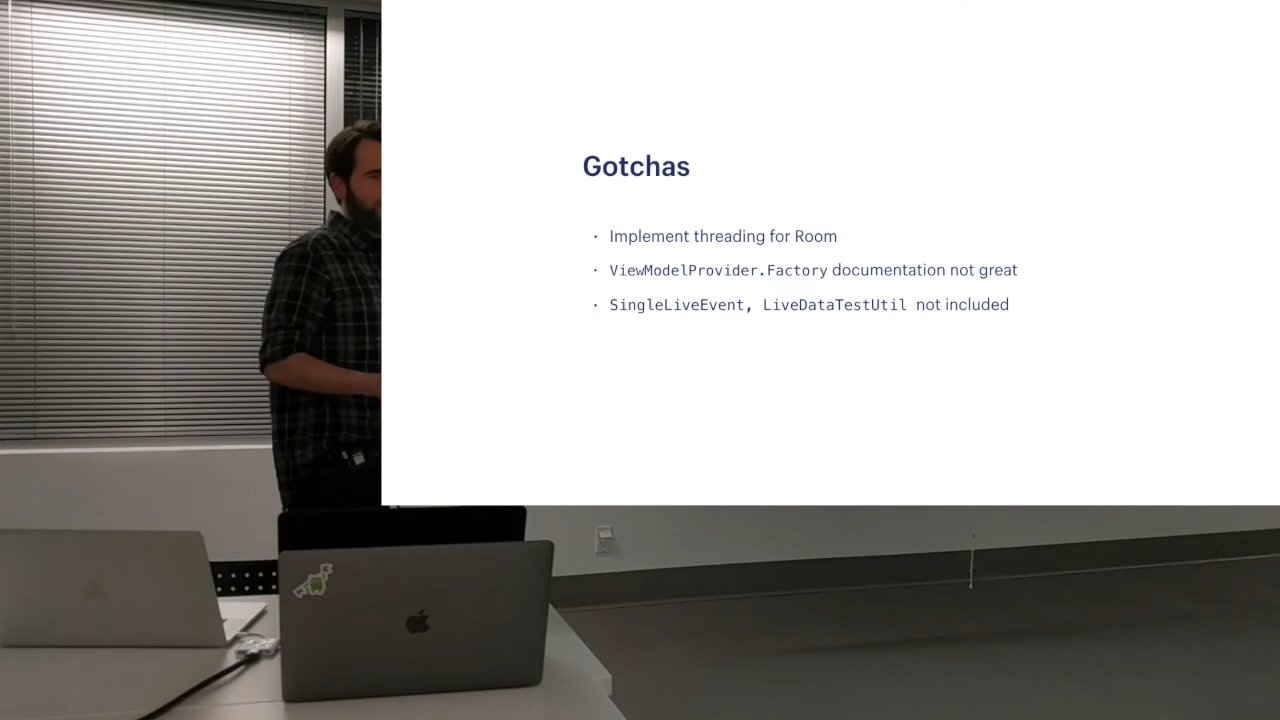 Gotchas
· Implement threading for Room
· ViewModelProvider.Factory documentation not great
· SingleLiveEvent, LiveDataTestUtil not included